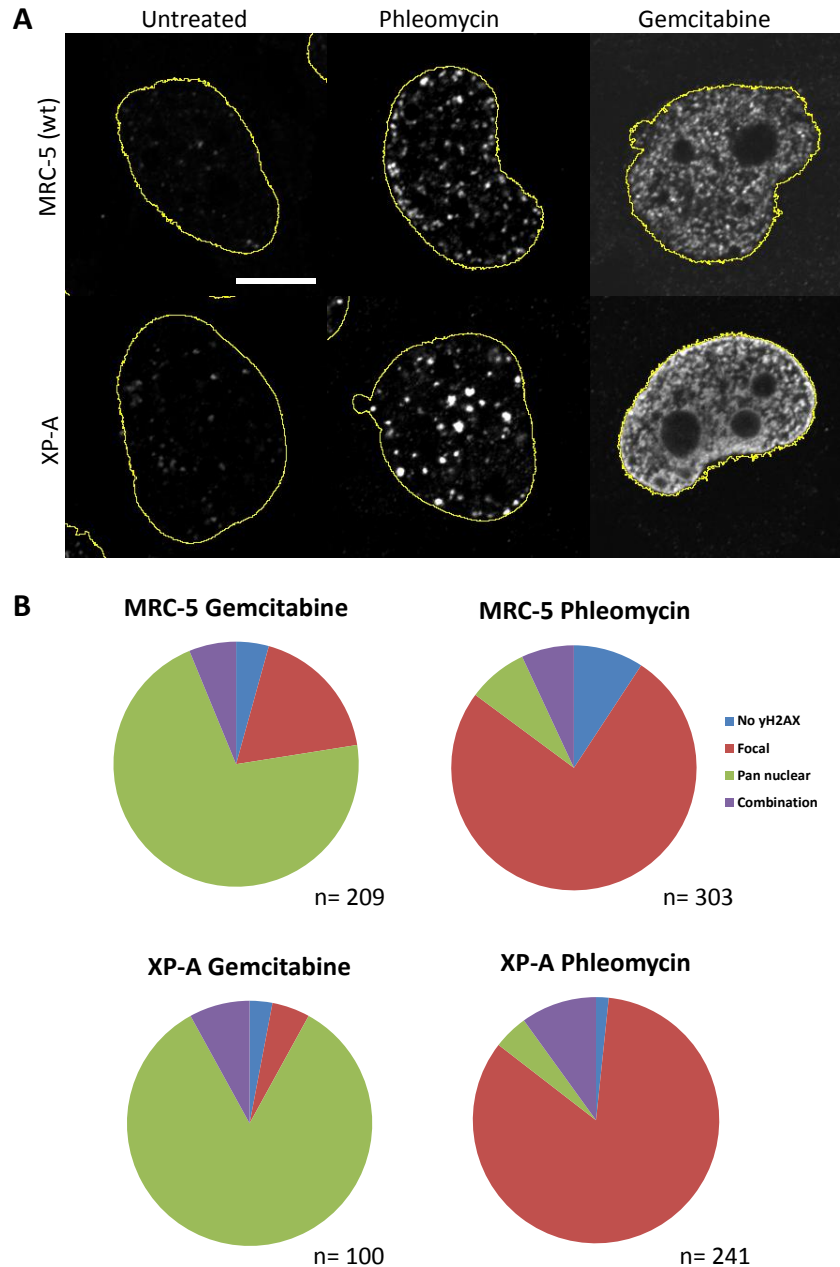 A
Untreated Phleomycin Gemcitabine
MRC-5 (wt)
XP-A
B
MRC-5 Gemcitabine
MRC-5 Phleomycin
No yH2AX
Focal
Pan nuclear
Combination
n= 209
n= 303
XP-A Gemcitabine
XP-A Phleomycin
n= 100
n= 241